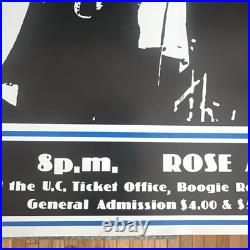 8p.m. ROSE
the U.C. Ticket Office, Boogie
General Admission $4.00 &